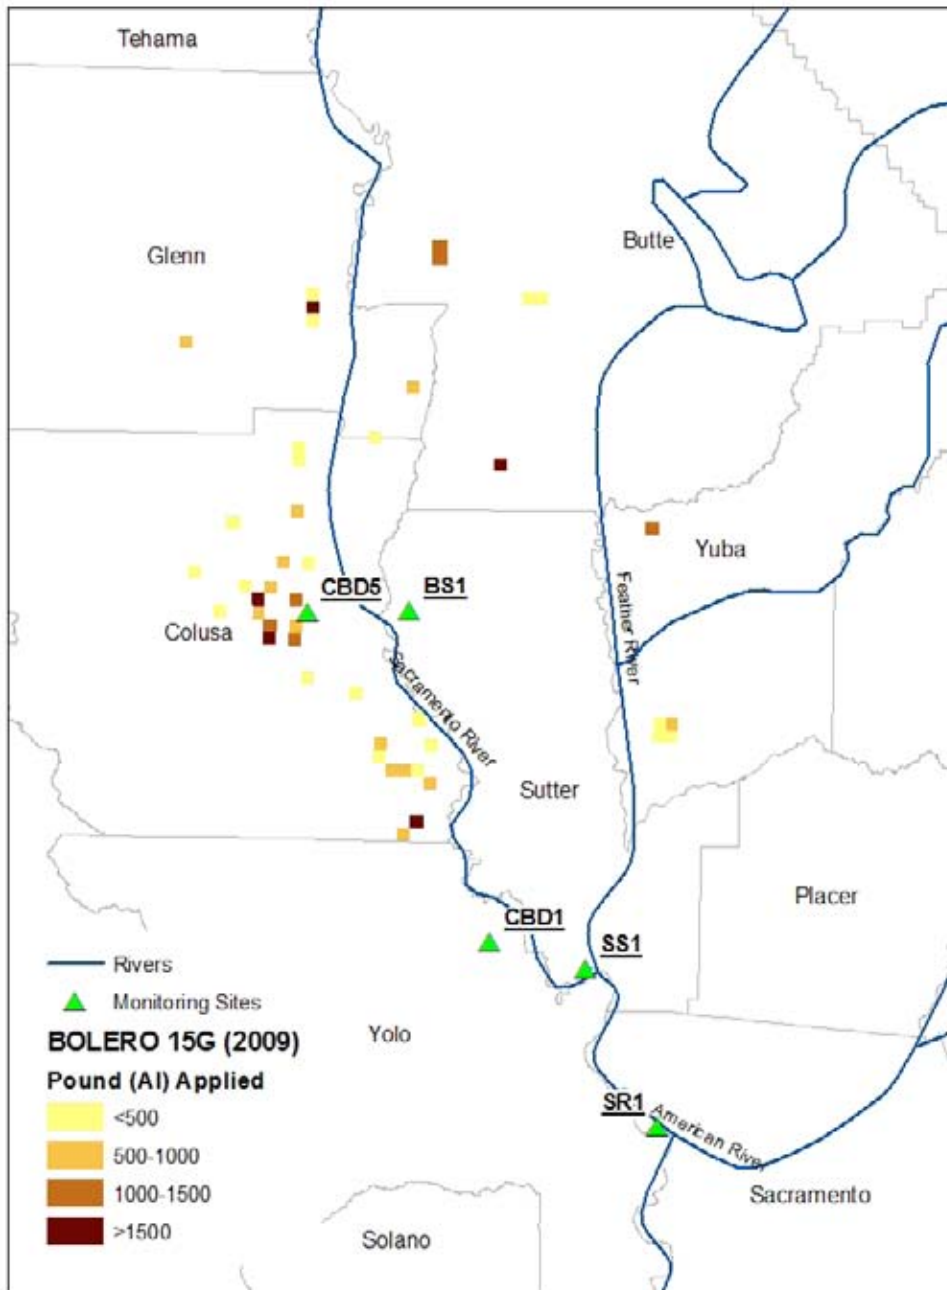 Tehama
Glenn
Butte
Yuba
CBD5
BS1
Colusa
Feather River
Sacramento River
Sutter
Placer
CBD1
SS1
Rivers
Monitoring Sites
Yolo
BOLERO 15G (2009)
Pound (AI) Applied
<500
500-1000
1000-1500
>1500
SR1
American River
Sacramento
Solano